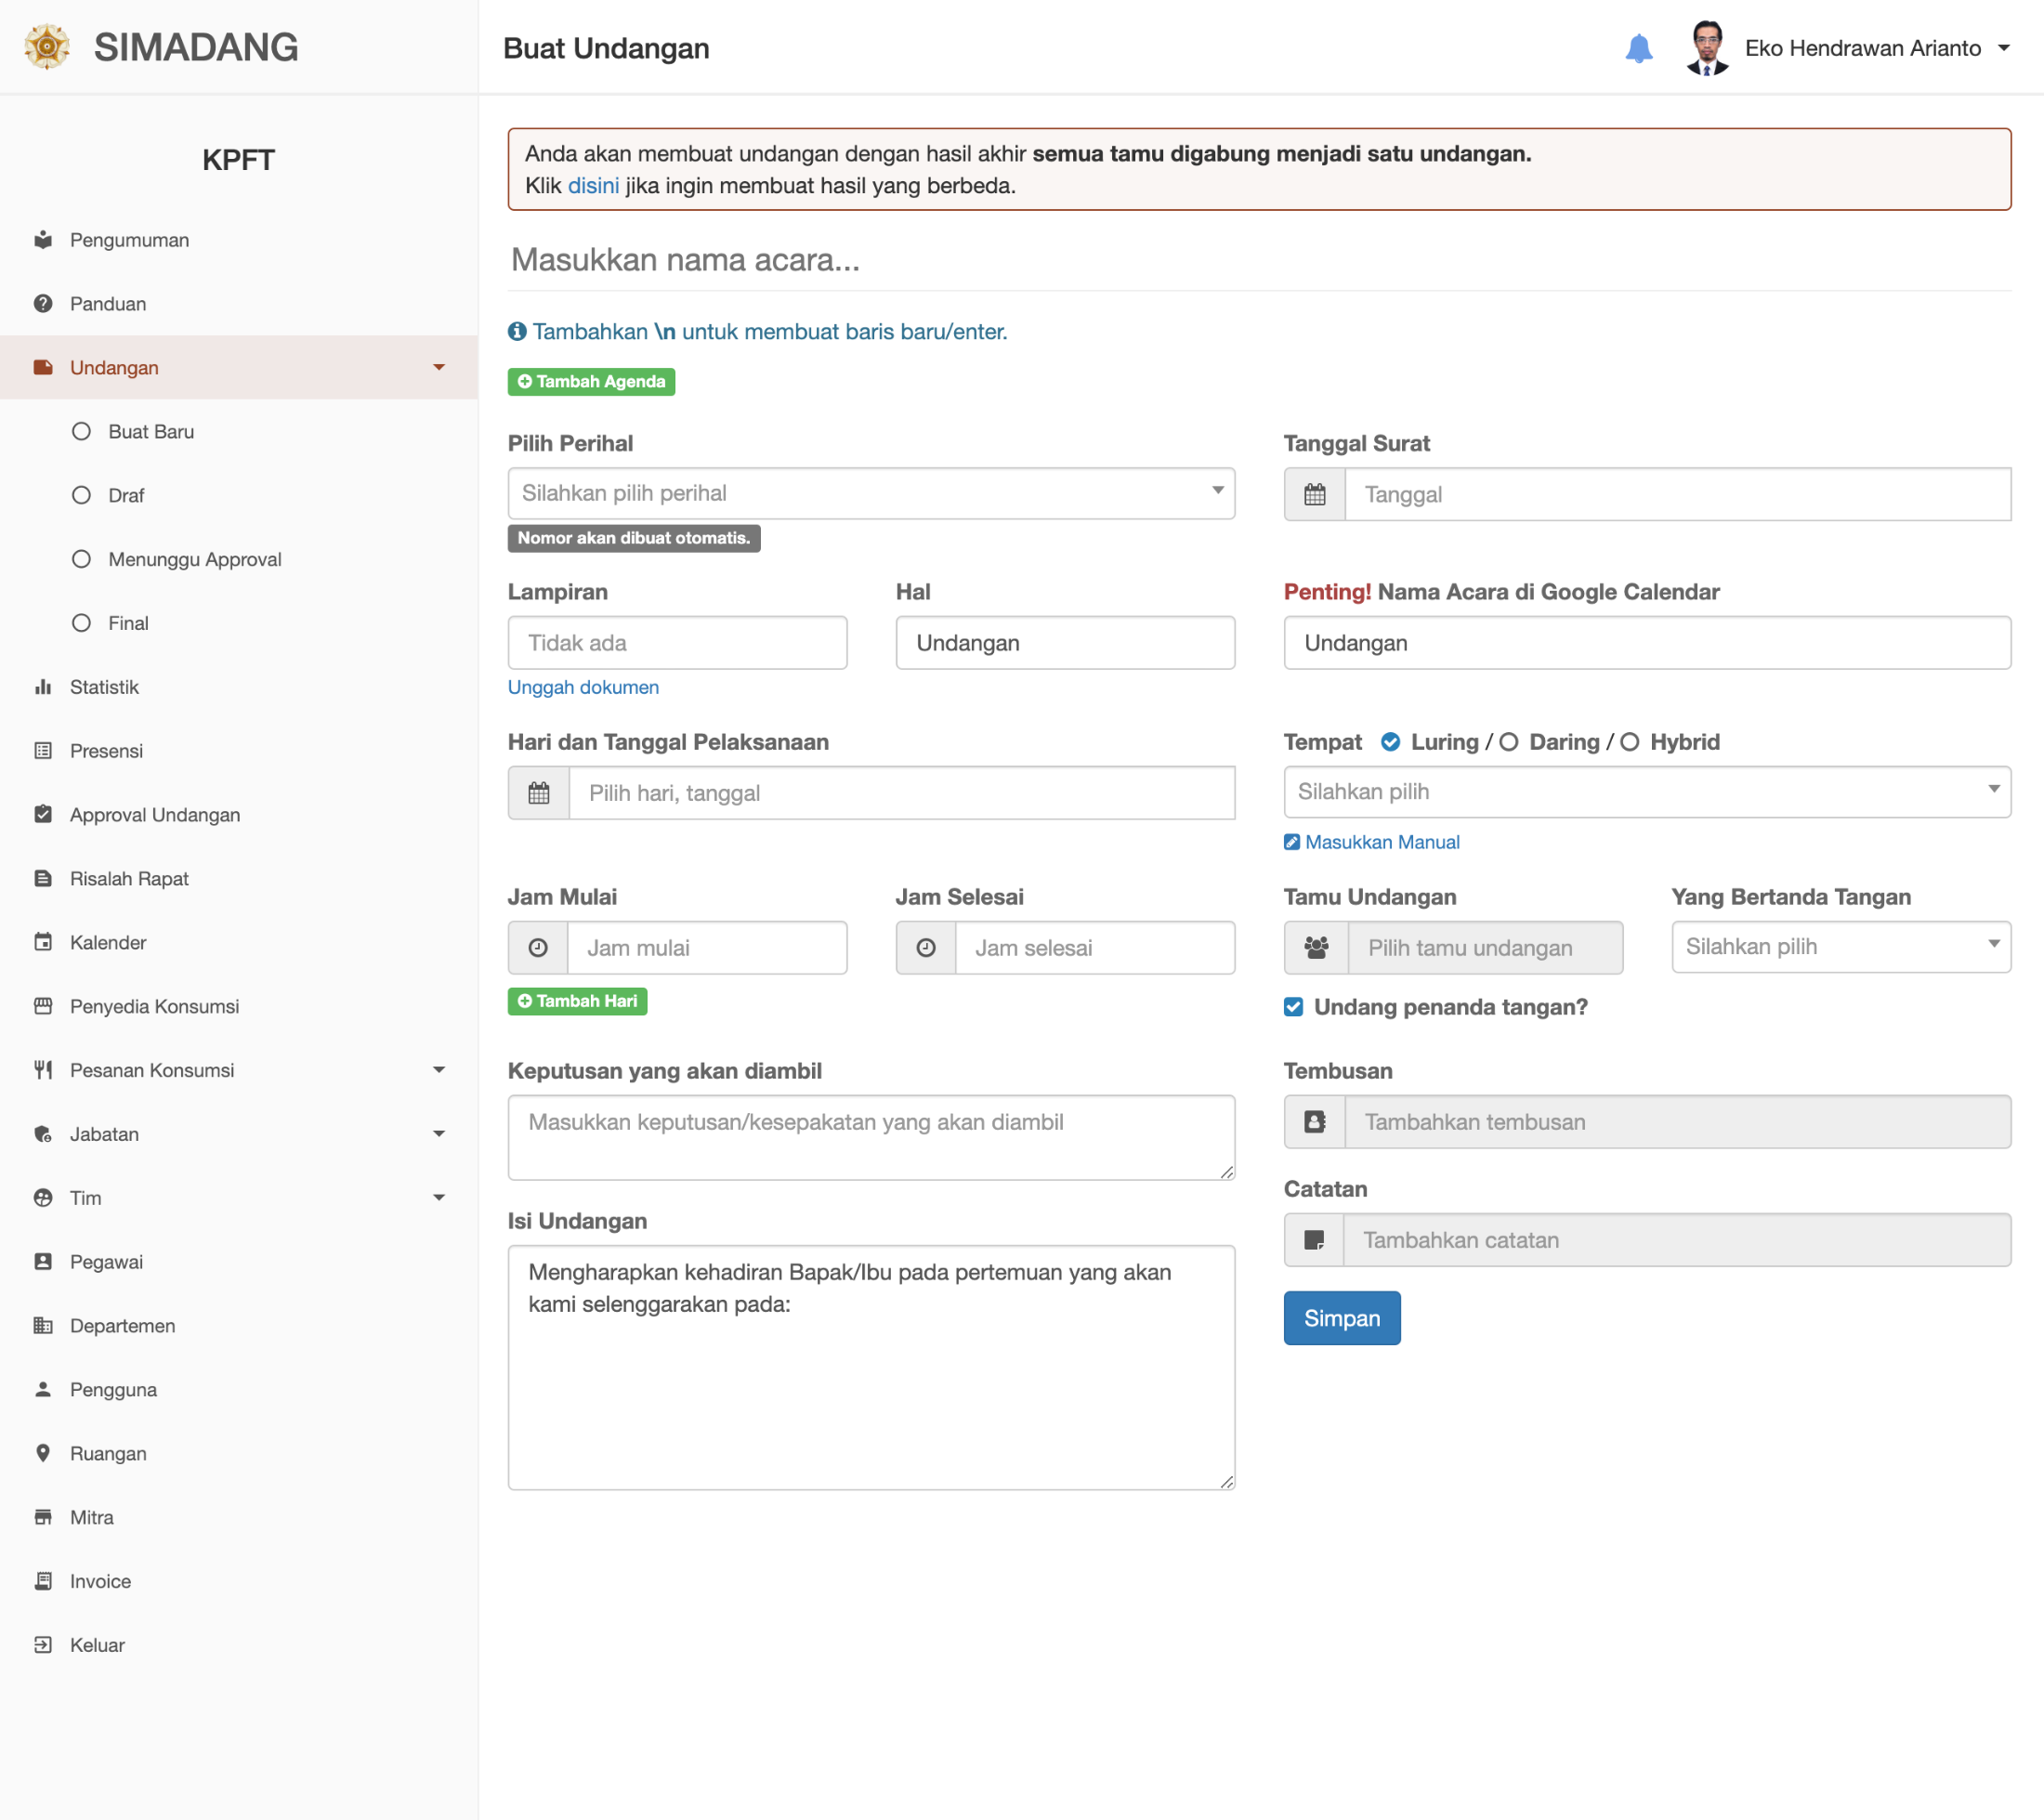 SIMADANG
Buat Undangan
Eko Hendrawan Arianto
KPFT
Pengumuman
Panduan
Undangan
Buat Baru
Draf
Menunggu Approval
Final
Statistik
Presensi
Approval Undangan
Risalah Rapat
Kalender
Penyedia Konsumsi
Pesanan Konsumsi
Jabatan
Tim
Pegawai
Departemen
Pengguna
Ruangan
Mitra
Invoice
Keluar
Anda akan membuat undangan dengan hasil akhir semua tamu digabung menjadi satu undangan.
Klik disini jika ingin membuat hasil yang berbeda.
Masukkan nama acara...
Tambahkan \n untuk membuat baris baru/enter.
Tambah Agenda
Pilih Perihal
Silahkan pilih perihal
Nomor akan dibuat otomatis.
Tanggal Surat
Tanggal
Lampiran
Tidak ada
Unggah dokumen
Hal
Undangan
Penting! Nama Acara di Google Calendar
Undangan
Hari dan Tanggal Pelaksanaan
Pilih hari, tanggal
Tempat Luring / Daring / Hybrid
Silahkan pilih
Masukkan Manual
Jam Mulai
Jam mulai
Jam Selesai
Jam selesai
Tambah Hari
Tamu Undangan
Pilih tamu undangan
Yang Bertanda Tangan
Silahkan pilih
Undang penanda tangan?
Keputusan yang akan diambil
Masukkan keputusan/kesepakatan yang akan diambil
Tembusan
Tambahkan tembusan
Catatan
Tambahkan catatan
Isi Undangan
Mengharapkan kehadiran Bapak/Ibu pada pertemuan yang akan
kami selenggarakan pada:
Simpan